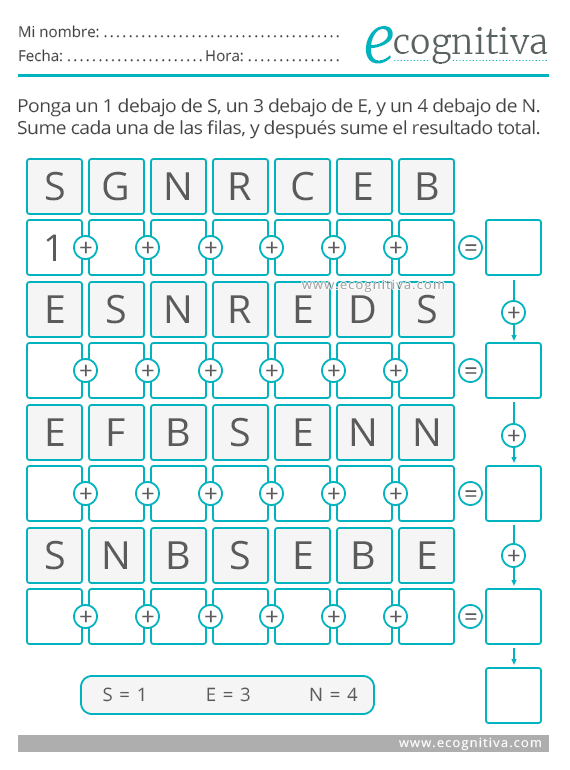 Mi nombre: ......................................
ecognitiva
Fecha: ...................... Hora: ...............
Ponga un 1 debajo de S, un 3 debajo de E, y un 4 debajo de N.
Sume cada una de las filas, y después sume el resultado total.
S G N R C E B
1 + + + + + + =
www.ecognitiva.com
E S N R E D S +
+ + + + + + =
E F B S E N N +
+ + + + + + =
S N B S E B E +
+ + + + + + =
S = 1 E = 3 N = 4
www.ecognitiva.com